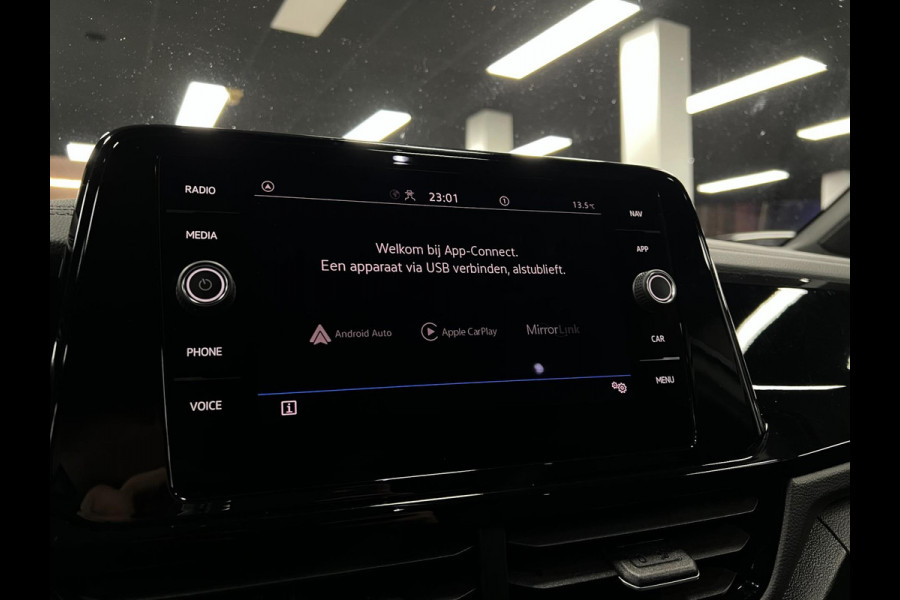 RADIO
23:01
13.5°C
NAV
MEDIA
APP
Welkom bij App-Connect.
Een apparaat via USB verbinden, alstublieft.
Android Auto
Apple CarPlay
MirrorLink
PHONE
CAR
VOICE
MENU